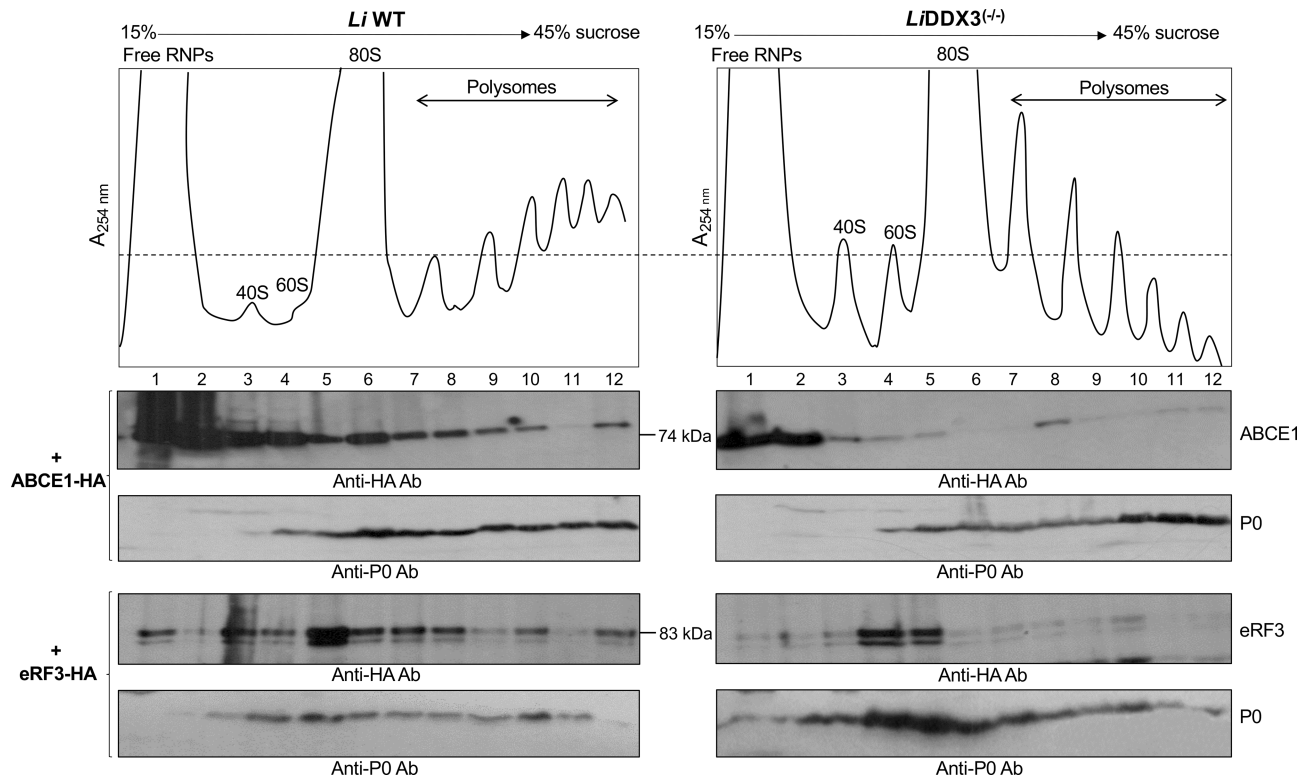 Li WT
15% 45% sucrose
Free RNPs 80S
Polysomes
A254 nm
40S 60S
1 2 3 4 5 6 7 8 9 10 11 12
LiDDX3(-/-)
15% 45% sucrose
Free RNPs 80S
Polysomes
A254 nm
40S 60S
1 2 3 4 5 6 7 8 9 10 11 12
+
ABCE1-HA
74 kDa
ABCE1
Anti-HA Ab
Anti-HA Ab
P0
Anti-P0 Ab
Anti-P0 Ab
+
eRF3-HA
83 kDa
eRF3
Anti-HA Ab
Anti-HA Ab
P0
Anti-P0 Ab
Anti-P0 Ab